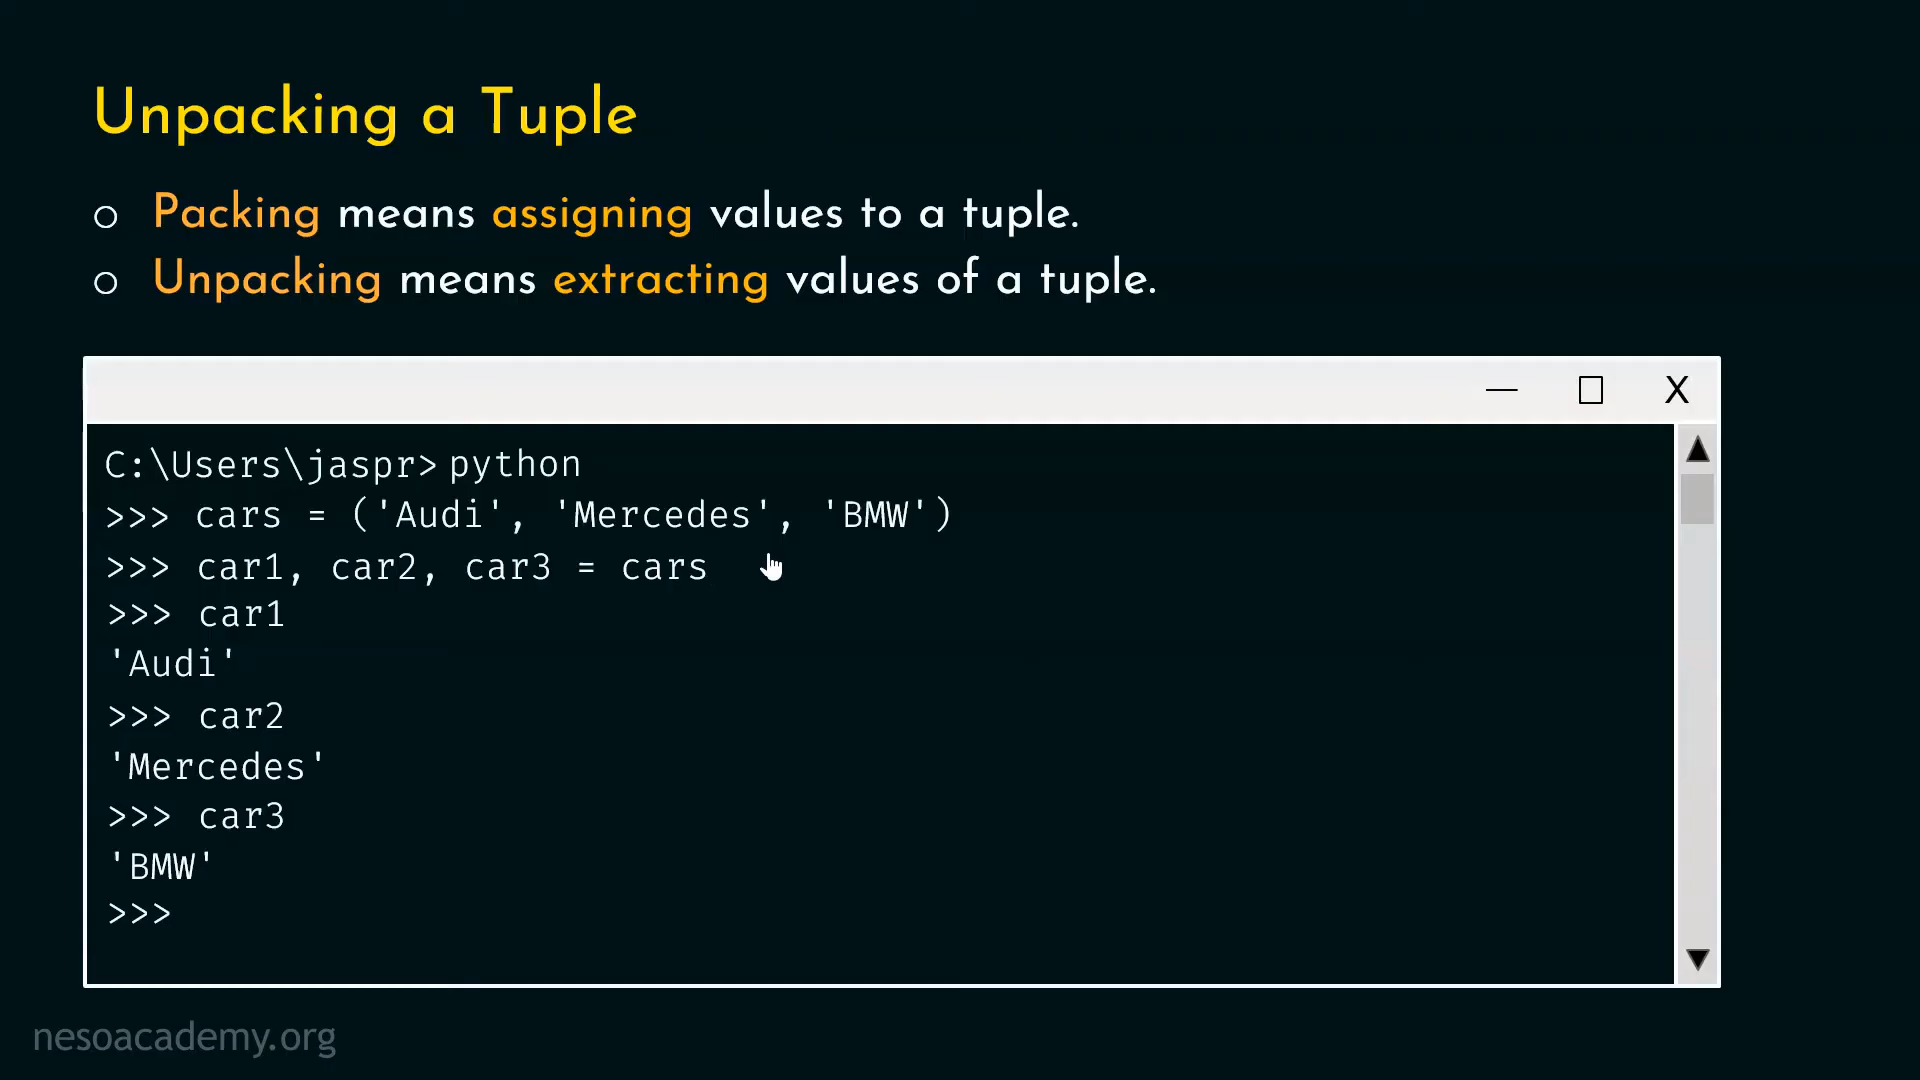 Unpacking a Tuple
○ Packing means assigning values to a tuple.
○ Unpacking means extracting values of a tuple.
— □ X
C:\Users\jaspr> python
>>> cars = ('Audi', 'Mercedes', 'BMW')
>>> car1, car2, car3 = cars
>>> car1
'Audi'
>>> car2
'Mercedes'
>>> car3
'BMW'
>>>
nesoacademy.org